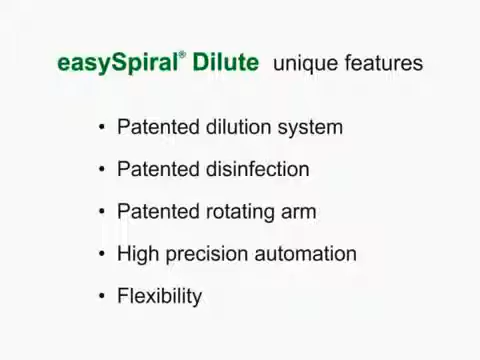 easySpiral® Dilute unique features
• Patented dilution system
• Patented disinfection
• Patented rotating arm
• High precision automation
• Flexibility